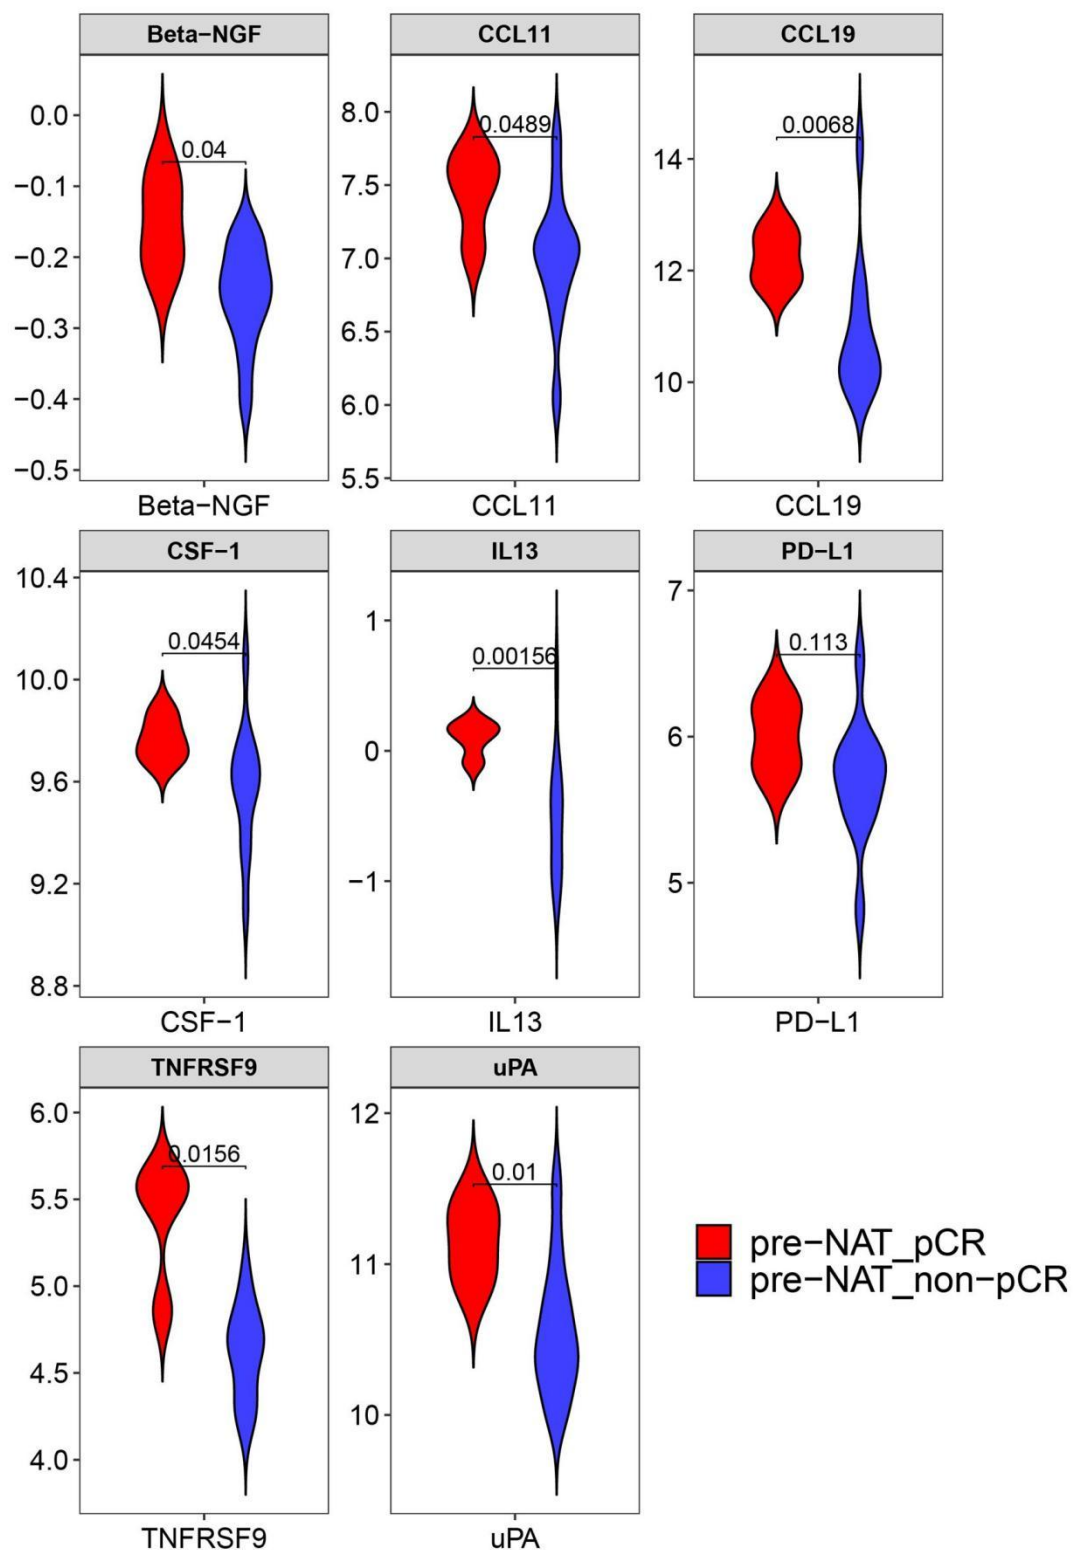 Beta−NGF
CCL11
CCL19
0.0
−0.1
−0.2
−0.3
−0.4
−0.5
0.04
8.0
7.5
7.0
6.5
6.0
5.5
0.0489
14
12
10
0.0068
Beta−NGF
CCL11
CCL19
CSF−1
IL13
PD−L1
10.4
10.0
9.6
9.2
8.8
0.0454
1
0
−1
0.00156
7
6
5
0.113
CSF−1
IL13
PD−L1
TNFRSF9
uPA
6.0
5.5
5.0
4.5
4.0
0.0156
12
11
10
0.01
pre−NAT_pCR
pre−NAT_non−pCR
TNFRSF9
uPA